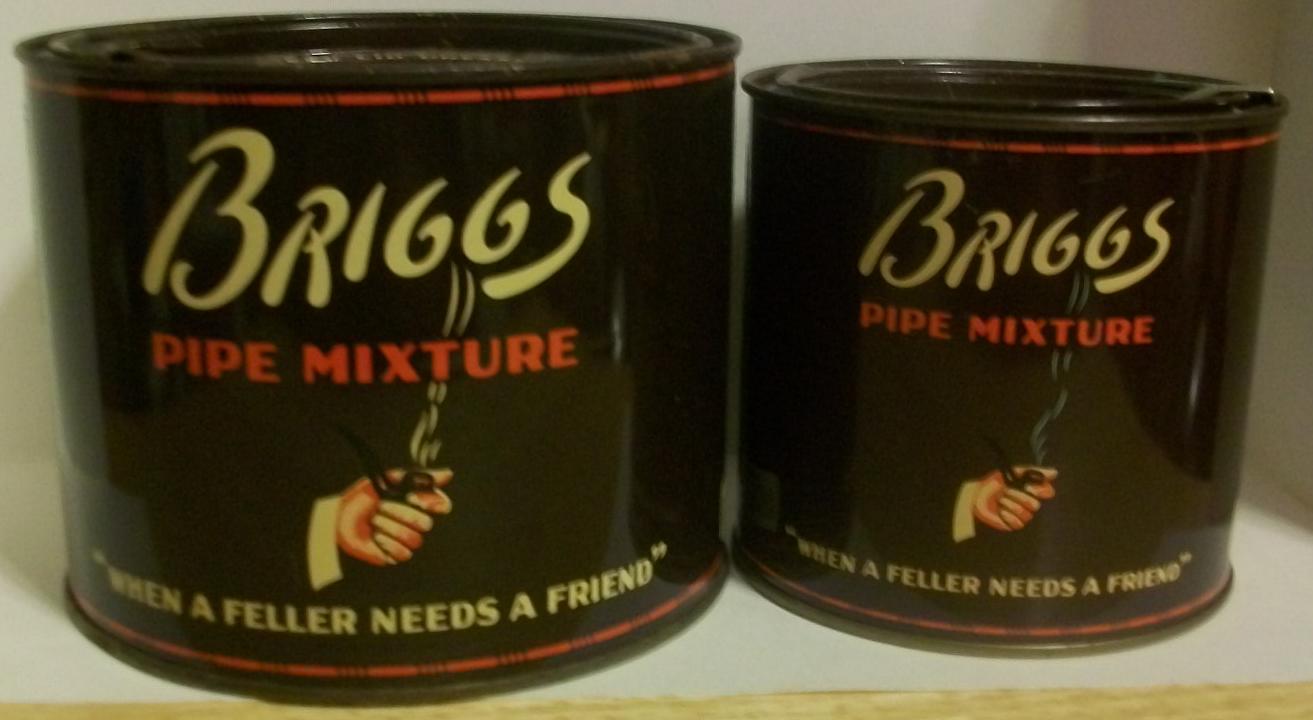 BRIGGS
PIPE MIXTURE
"WHEN A FELLER NEEDS A FRIEND"
BRIGGS
PIPE MIXTURE
"WHEN A FELLER NEEDS A FRIEND"